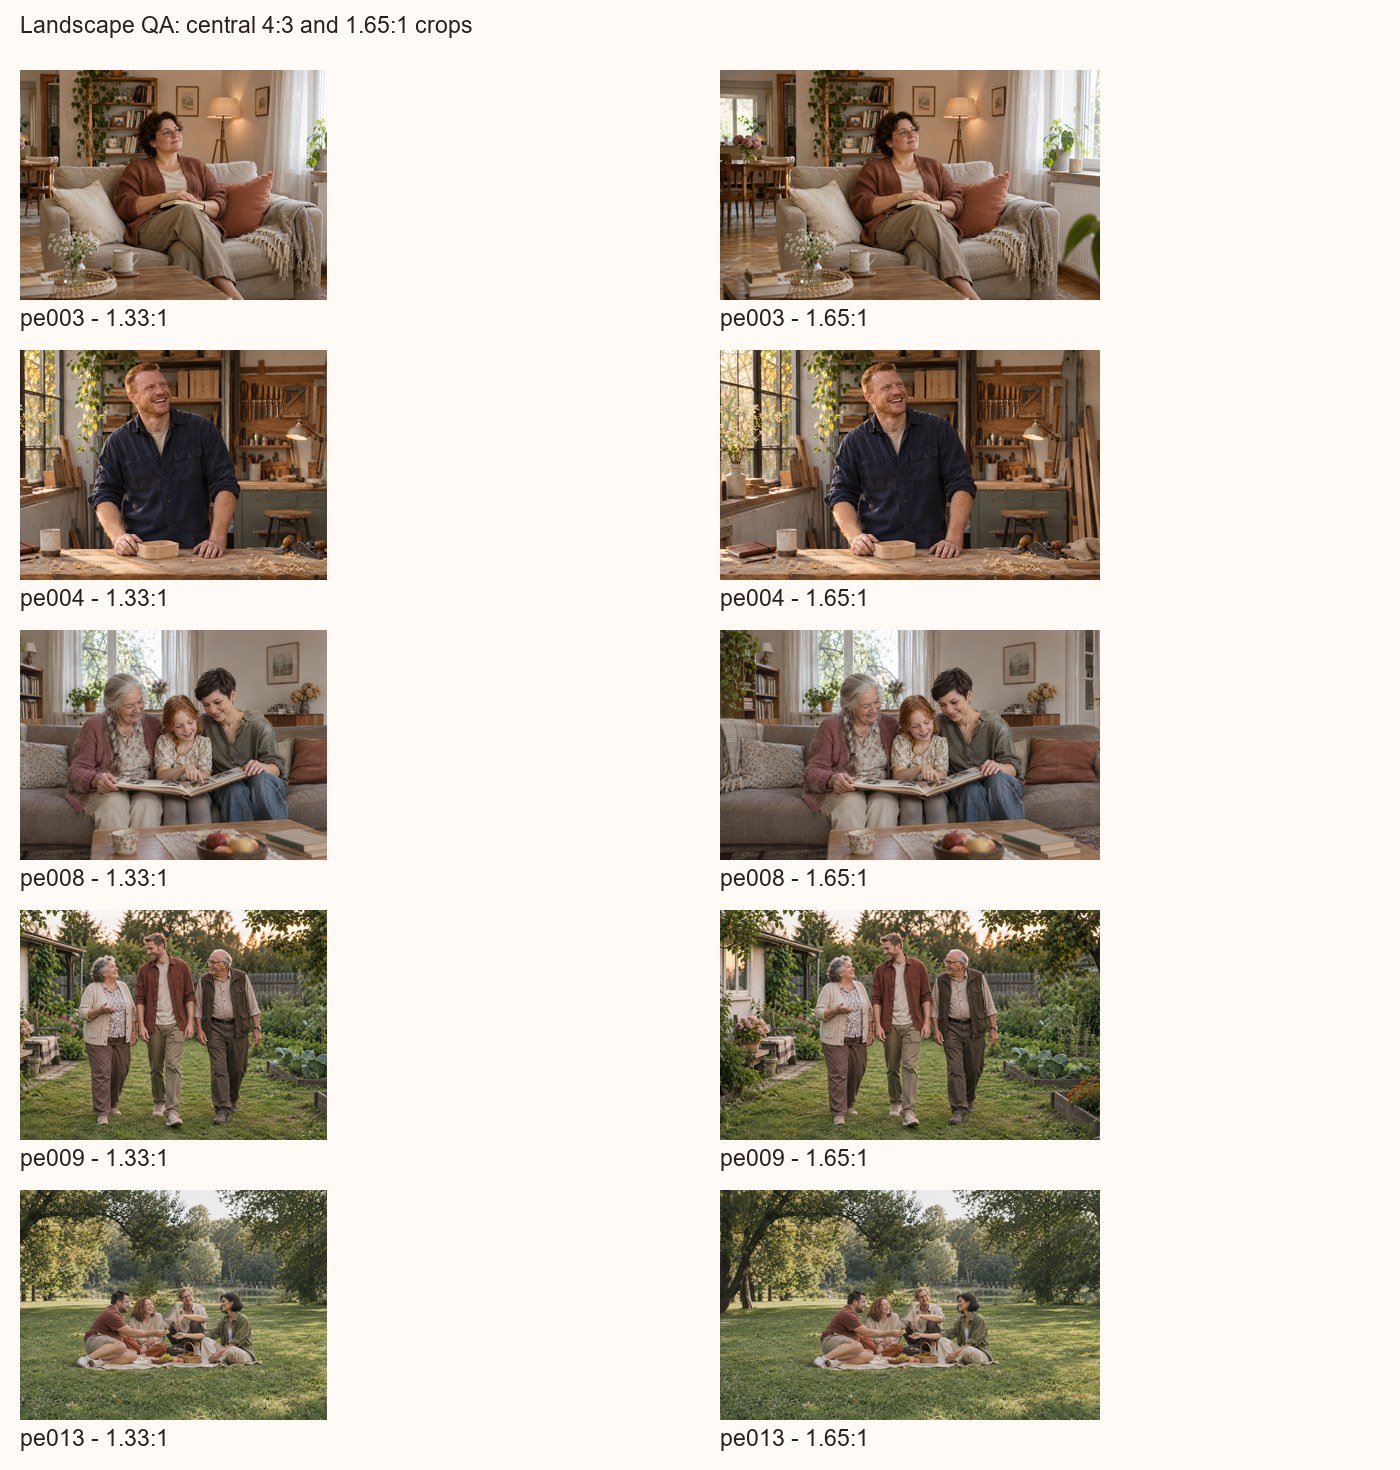 Landscape QA: central 4:3 and 1.65:1 crops
pe003 - 1.33:1
pe003 - 1.65:1
pe004 - 1.33:1
pe004 - 1.65:1
pe008 - 1.33:1
pe008 - 1.65:1
pe009 - 1.33:1
pe009 - 1.65:1
pe013 - 1.33:1
pe013 - 1.65:1